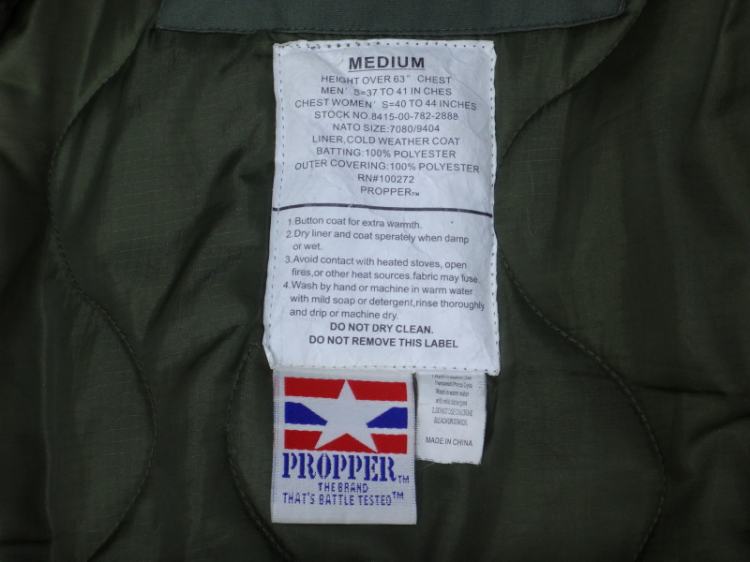 MEDIUM
HEIGHT OVER 63" CHEST
MEN' S=37 TO 41 IN CHES
CHEST WOMEN' S=40 TO 44 INCHES
STOCK NO.8415-00-782-2888
NATO SIZE:7080/9404
LINER,COLD WEATHER COAT
BATTING:100% POLYESTER
OUTER COVERING:100% POLYESTER
RN#100272
PROPPER™
1.Button coat for extra warmth.
2.Dry liner and coat sperately when damp
or wet.
3.Avoid contact with heated stoves, open
fires,or other heat sources.fabric may fuse.
4.Wash by hand or machine in warm water
with mild soap or detergent,rinse thoroughly
and drip or machine dry.
DO NOT DRY CLEAN.
DO NOT REMOVE THIS LABEL
PROPPER™
THE BRAND
THAT'S BATTLE TESTED™
MADE IN CHINA